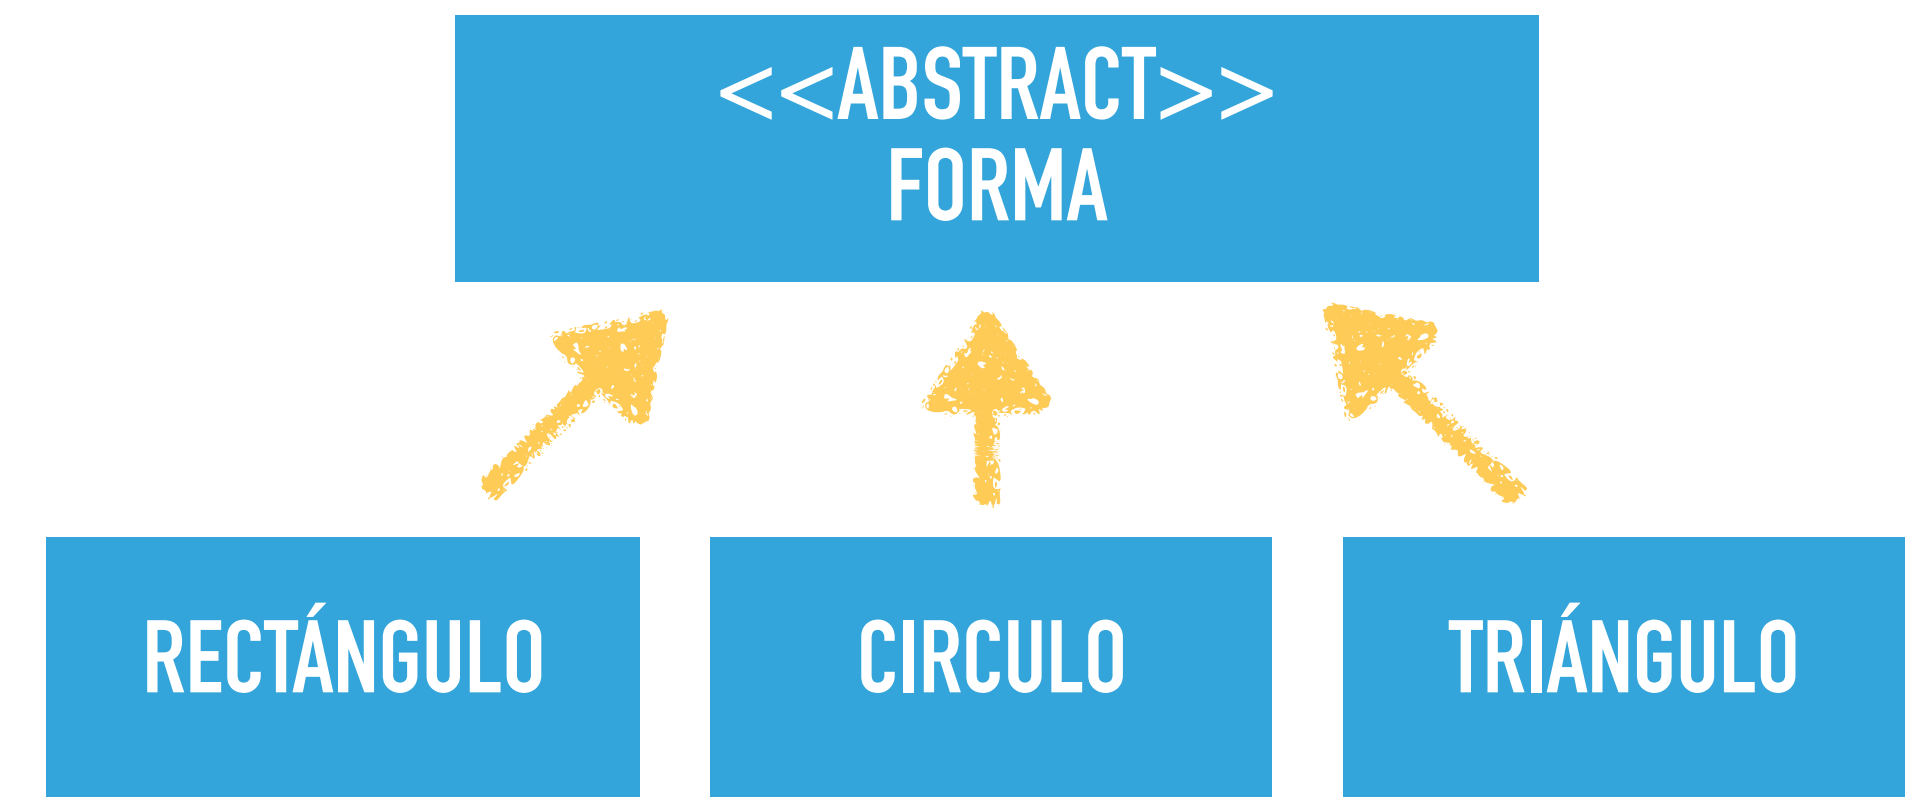 <<ABSTRACT>>
FORMA
RECTÁNGULO
CIRCULO
TRIÁNGULO